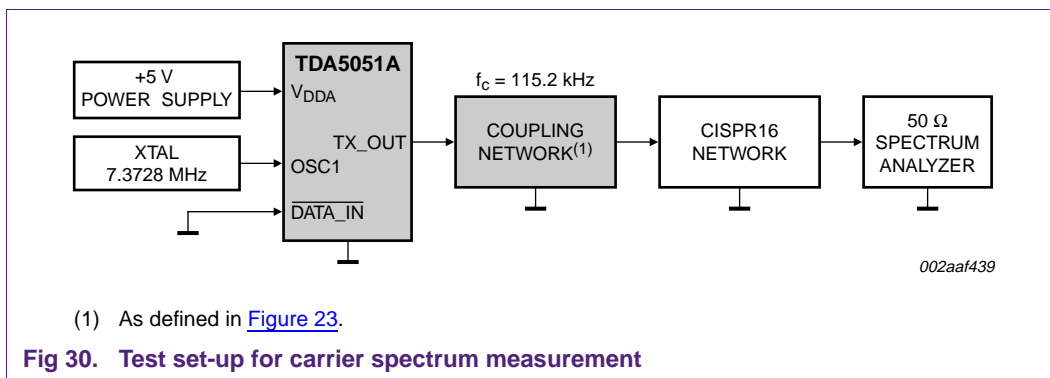 +5 V
POWER SUPPLY
XTAL
7.3728 MHz
TDA5051A
VDDA
TX_OUT
OSC1
DATA_IN
fc = 115.2 kHz
COUPLING
NETWORK(1)
CISPR16
NETWORK
50 Ω
SPECTRUM
ANALYZER
002aaf439
(1) As defined in Figure 23.
Fig 30. Test set-up for carrier spectrum measurement